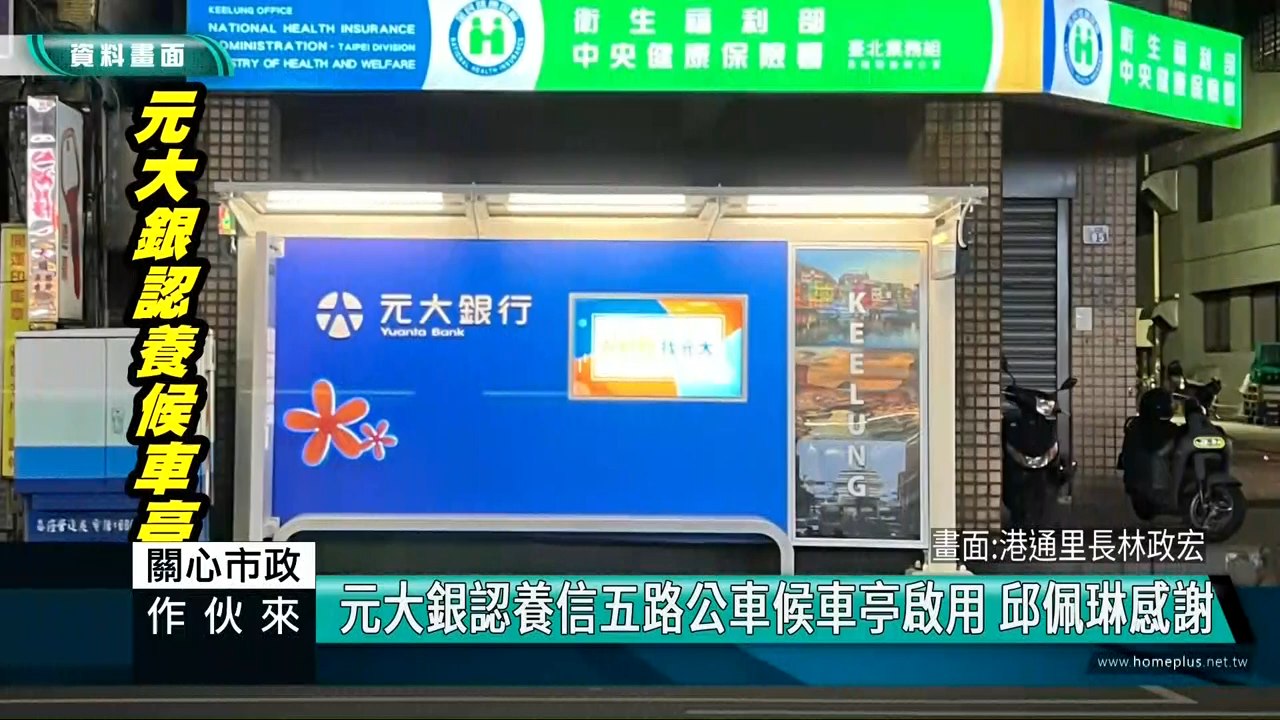 資料畫面
元大銀認養候車亭
KEELUNG OFFICE
NATIONAL HEALTH INSURANCE
ADMINISTRATION - TAIPEI DIVISION
MINISTRY OF HEALTH AND WELFARE
衛生福利部
中央健康保險署
臺北業務組
衛生福利部
中央健康保險署
元大銀行
Yuanta Bank
找元大
KEELUNG
95
畫面:港通里長林政宏
關心市政
作伙來
元大銀認養信五路公車候車亭啟用 邱佩琳感謝
www.homeplus.net.tw